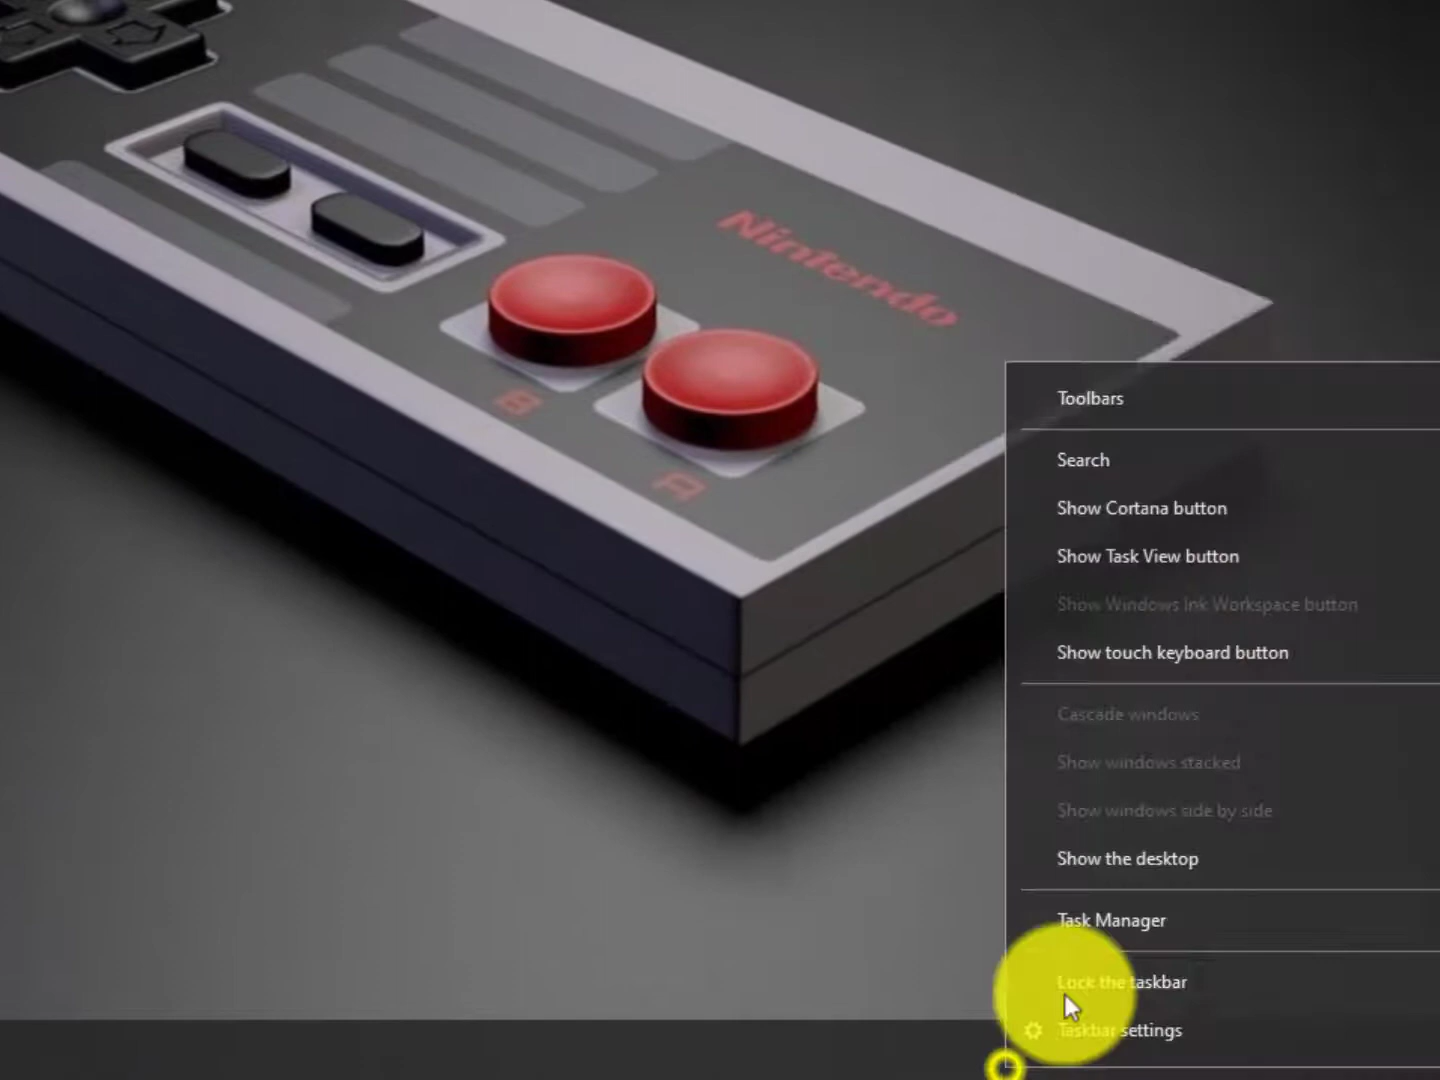 Nintendo
B
A
Toolbars
Search
Show Cortana button
Show Task View button
Show Windows Ink Workspace button
Show touch keyboard button
Cascade windows
Show windows stacked
Show windows side by side
Show the desktop
Task Manager
Lock the taskbar
Taskbar settings